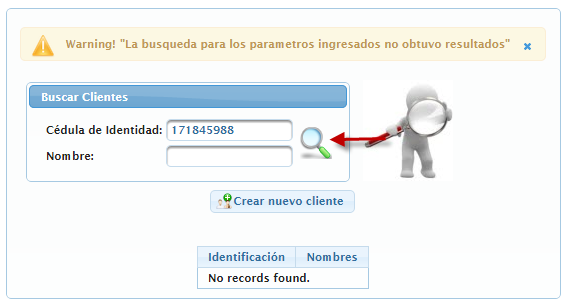 Warning! "La busqueda para los parametros ingresados no obtuvo resultados"
Buscar Clientes
Cédula de Identidad: 171845988
Nombre:
Crear nuevo cliente
Identificación Nombres
No records found.